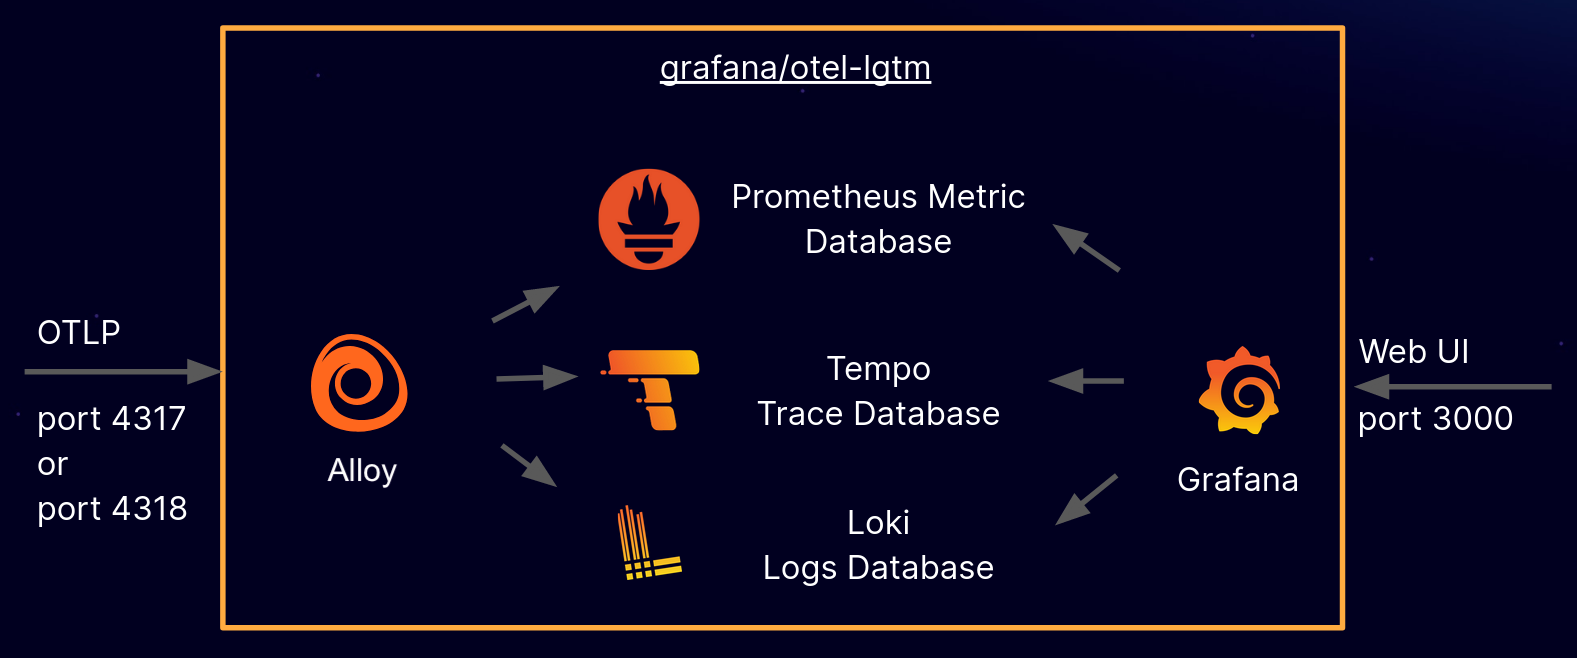 grafana/otel-lgtm
OTLP
port 4317
or
port 4318
Alloy
Prometheus Metric
Database
Tempo
Trace Database
Loki
Logs Database
Grafana
Web UI
port 3000